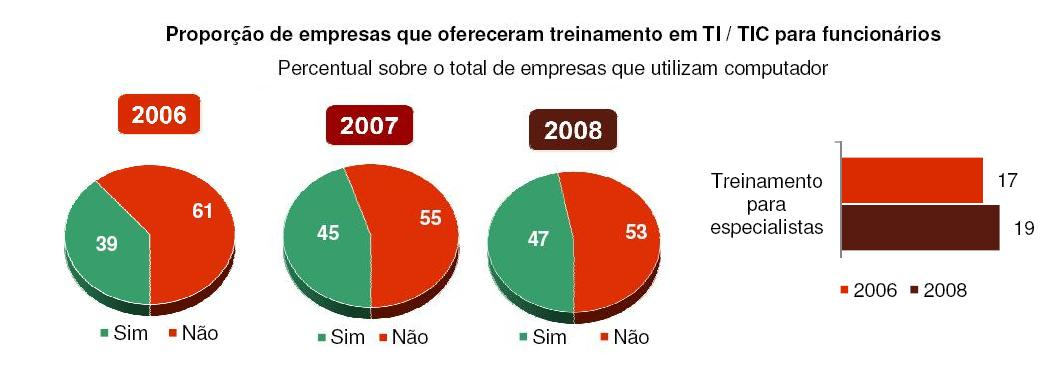 Proporção de empresas que ofereceram treinamento em TI / TIC para funcionários
Percentual sobre o total de empresas que utilizam computador
2006
61
39
Sim Não
2007
55
45
Sim Não
2008
53
47
Sim Não
Treinamento
para
especialistas
17
19
2006 2008